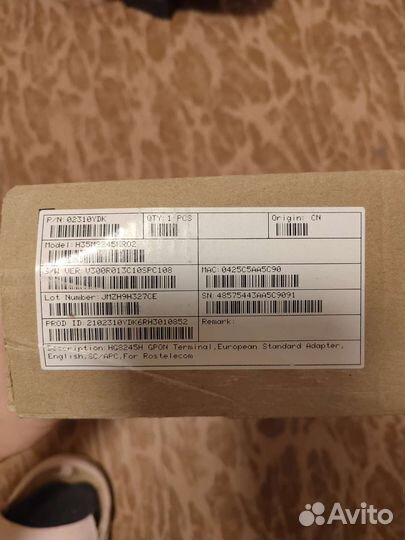 P/N:02310YDK QTY:1 PCS Origin: CN
Model:H35M8245HR02
S/W VER:V300R013C10SPC108 MAC:0425C5AA5C90
Lot Number:JMZH9H327CE SN:48575443AA5C9091
PROD ID:2102310YDK6RH3010852 Remark:
Description:HG8245H GPON Terminal,European Standard Adapter,
English,SC/APC,For Rostelecom
Avito